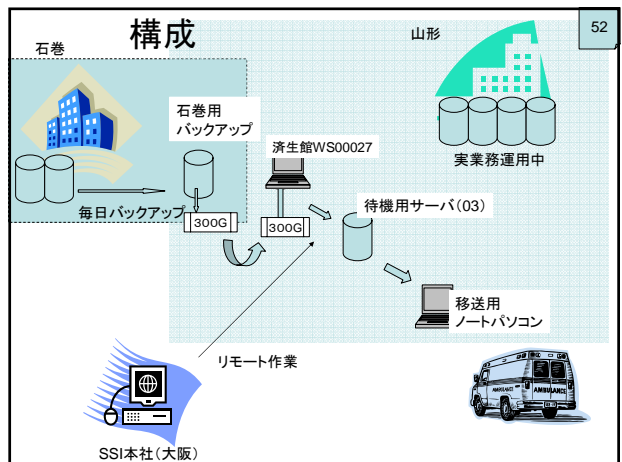 52
構成
石巻
山形
石巻用
バックアップ
済生館WS00027
実業務運用中
毎日バックアップ
300G
300G
待機用サーバ(03)
移送用
ノートパソコン
リモート作業
AMBULANCE
SSI本社(大阪)